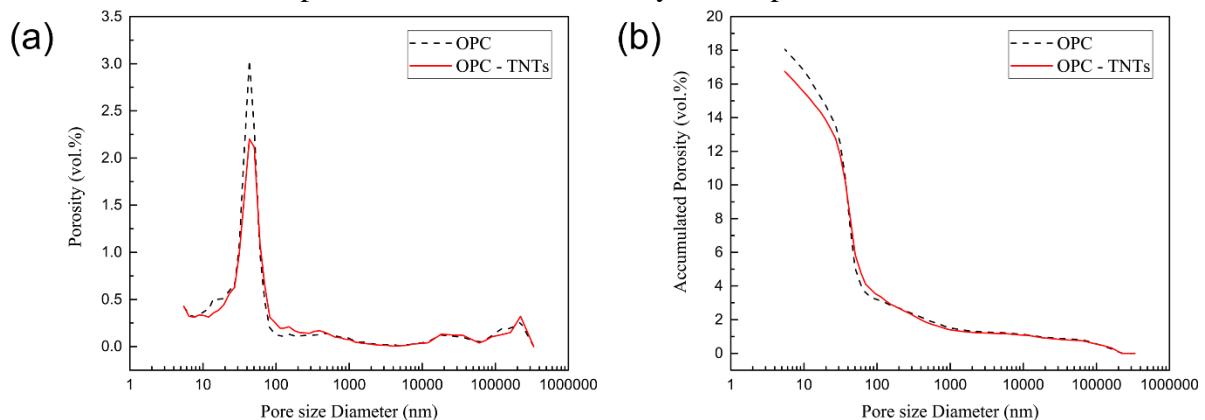 (a)
3.5
3.0
2.5
2.0
1.5
1.0
0.5
0.0
Porosity (vol.%)
OPC
OPC - TNTs
1 10 100 1000 10000 100000 1000000
Pore size Diameter (nm)
(b)
20
18
16
14
12
10
8
6
4
2
0
Accumulated Porosity (vol.%)
OPC
OPC - TNTs
1 10 100 1000 10000 100000 1000000
Pore size Diameter (nm)